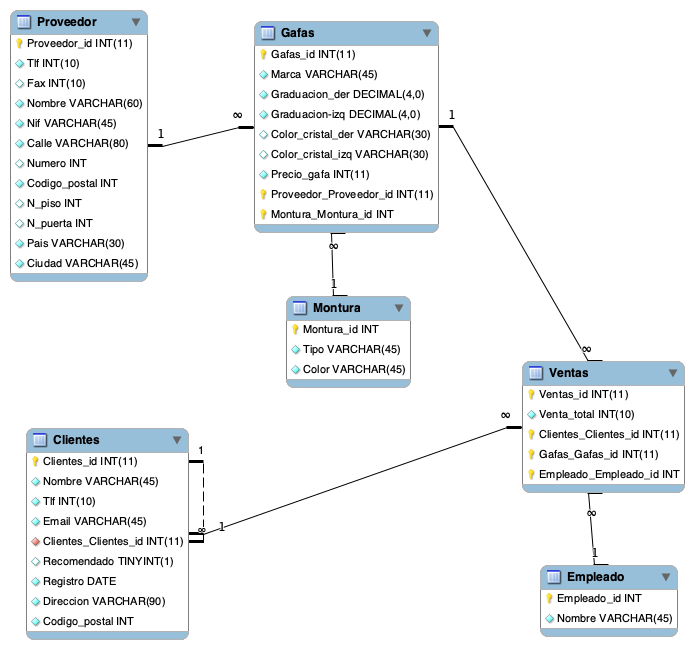 Proveedor
Proveedor_id INT(11)
Tlf INT(10)
Fax INT(10)
Nombre VARCHAR(60)
Nif VARCHAR(45)
Calle VARCHAR(80)
Numero INT
Codigo_postal INT
N_piso INT
N_puerta INT
Pais VARCHAR(30)
Ciudad VARCHAR(45)
1
∞
Gafas
Gafas_id INT(11)
Marca VARCHAR(45)
Graduacion_der DECIMAL(4,0)
Graduacion-izq DECIMAL(4,0)
Color_cristal_der VARCHAR(30)
Color_cristal_izq VARCHAR(30)
Precio_gafa INT(11)
Proveedor_Proveedor_id INT(11)
Montura_Montura_id INT
1
∞
∞
1
Montura
Montura_id INT
Tipo VARCHAR(45)
Color VARCHAR(45)
Ventas
Ventas_id INT(11)
Venta_total INT(10)
Clientes_Clientes_id INT(11)
Gafas_Gafas_id INT(11)
Empleado_Empleado_id INT
∞
1
∞
1
Clientes
Clientes_id INT(11)
Nombre VARCHAR(45)
Tlf INT(10)
Email VARCHAR(45)
Clientes_Clientes_id INT(11)
Recomendado TINYINT(1)
Registro DATE
Direccion VARCHAR(90)
Codigo_postal INT
1
∞
Empleado
Empleado_id INT
Nombre VARCHAR(45)